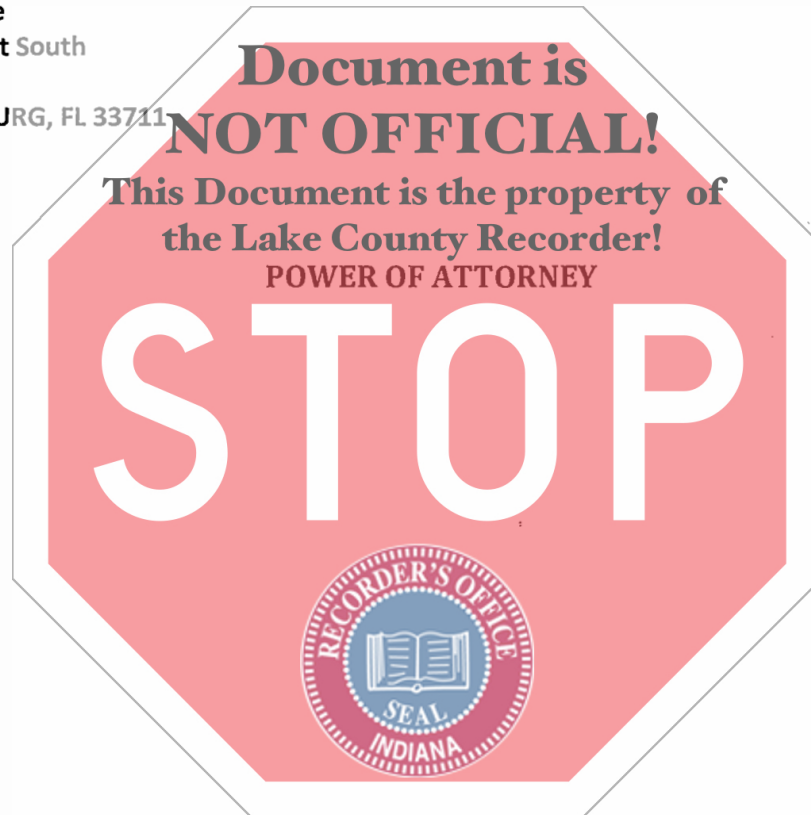 e
t South
URG, FL 33711
Document is
NOT OFFICIAL!
This Document is the property of
the Lake County Recorder!
POWER OF ATTORNEY
STOP
RECORDER'S OFFICE
SEAL
INDIANA